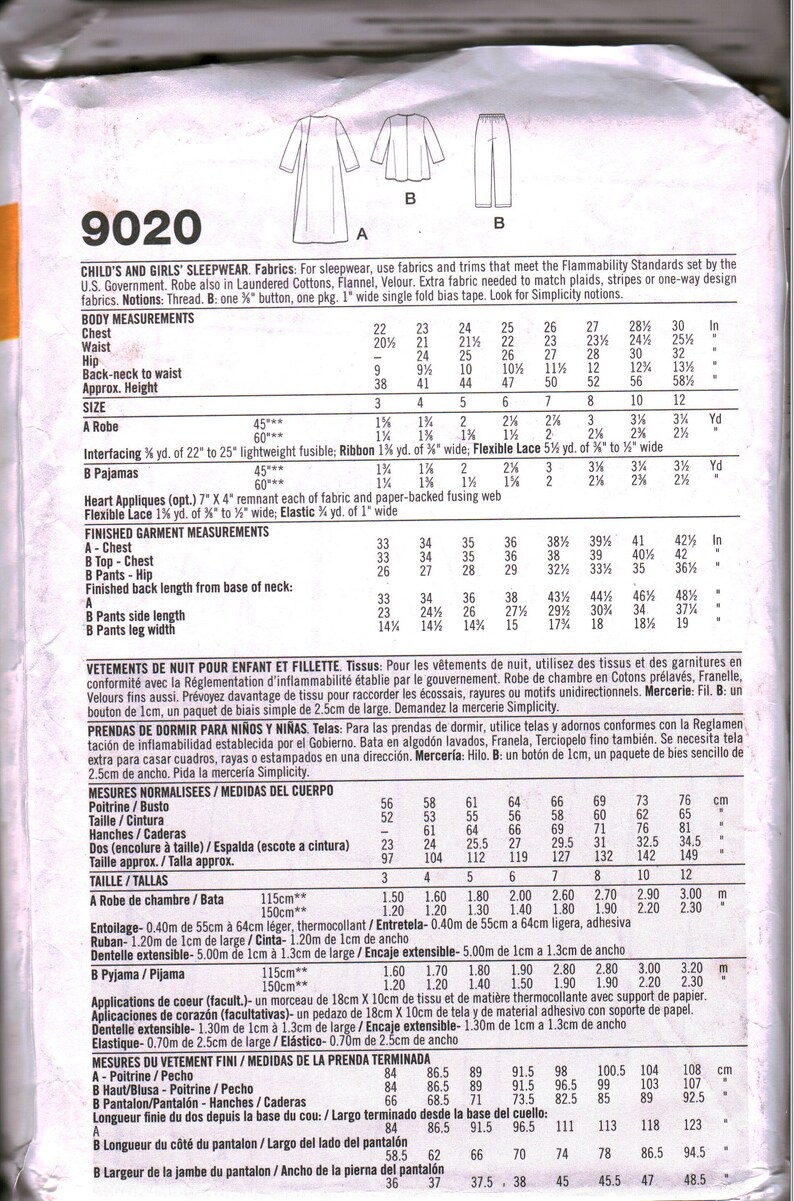 9020
A
B
B
CHILD'S AND GIRLS' SLEEPWEAR. Fabrics: For sleepwear, use fabrics and trims that meet the Flammability Standards set by the
U.S. Government. Robe also in Laundered Cottons, Flannel, Velour. Extra fabric needed to match plaids, stripes or one-way design
fabrics. Notions: Thread. B: one ⅜" button, one pkg. 1" wide single fold bias tape. Look for Simplicity notions.
BODY MEASUREMENTS
Chest 22 23 24 25 26 27 28½ 30 In
Waist 20½ 21 21½ 22 23 23½ 24½ 25½ "
Hip – 24 25 26 27 28 30 32 "
Back-neck to waist 9 9½ 10 10½ 11½ 12 12¾ 13½ "
Approx. Height 38 41 44 47 50 52 56 58½ "
SIZE 3 4 5 6 7 8 10 12
A Robe 45"** 1⅝ 1¾ 2 2⅛ 2⅞ 3 3⅛ 3¼ Yd
60"** 1¼ 1⅜ 1⅜ 1½ 2 2⅛ 2⅜ 2½ "
Interfacing ⅜ yd. of 22" to 25" lightweight fusible; Ribbon 1⅜ yd. of ⅜" wide; Flexible Lace 5½ yd. of ⅜" to ½" wide
B Pajamas 45"** 1¾ 1⅞ 2 2⅛ 3 3⅛ 3¼ 3½ Yd
60"** 1¼ 1⅜ 1½ 1⅝ 2 2⅛ 2⅜ 2½ "
Heart Appliques (opt.) 7" X 4" remnant each of fabric and paper-backed fusing web
Flexible Lace 1⅜ yd. of ⅜" to ½" wide; Elastic ¾ yd. of 1" wide
FINISHED GARMENT MEASUREMENTS
A - Chest 33 34 35 36 38½ 39½ 41 42½ In
B Top - Chest 33 34 35 36 38 39 40½ 42 "
B Pants - Hip 26 27 28 29 32½ 33½ 35 36½ "
Finished back length from base of neck:
A 33 34 36 38 43½ 44½ 46½ 48½ "
B Pants side length 23 24½ 26 27½ 29½ 30¾ 34 37¼ "
B Pants leg width 14¼ 14½ 14¾ 15 17¾ 18 18½ 19 "
VETEMENTS DE NUIT POUR ENFANT ET FILLETTE. Tissus: Pour les vêtements de nuit, utilisez des tissus et des garnitures en
conformité avec la Réglementation d'inflammabilité établie par le gouvernement. Robe de chambre en Cotons prélavés, Franelle,
Velours fins aussi. Prévoyez davantage de tissu pour raccorder les écossais, rayures ou motifs unidirectionnels. Mercerie: Fil. B: un
bouton de 1cm, un paquet de biais simple de 2.5cm de large. Demandez la mercerie Simplicity.
PRENDAS DE DORMIR PARA NIÑOS Y NIÑAS. Telas: Para las prendas de dormir, utilice telas y adornos conformes con la Reglamen
tación de inflamabilidad establecida por el Gobierno. Bata en algodón lavados, Franela, Terciopelo fino también. Se necesita tela
extra para casar cuadros, rayas o estampados en una dirección. Mercería: Hilo. B: un botón de 1cm, un paquete de bies sencillo de
2.5cm de ancho. Pida la mercería Simplicity.
MESURES NORMALISEES / MEDIDAS DEL CUERPO
Poitrine / Busto 56 58 61 64 66 69 73 76 cm
Taille / Cintura 52 53 55 56 58 60 62 65 "
Hanches / Caderas – 61 64 66 69 71 76 81 "
Dos (encolure à taille) / Espalda (escote a cintura) 23 24 25.5 27 29.5 31 32.5 34.5 "
Taille approx. / Talla approx. 97 104 112 119 127 132 142 149 "
TAILLE / TALLAS 3 4 5 6 7 8 10 12
A Robe de chambre / Bata 115cm** 1.50 1.60 1.80 2.00 2.60 2.70 2.90 3.00 m
150cm** 1.20 1.20 1.30 1.40 1.80 1.90 2.20 2.30 "
Entoilage- 0.40m de 55cm à 64cm léger, thermocollant / Entretela- 0.40m de 55cm a 64cm ligera, adhesiva
Ruban- 1.20m de 1cm de large / Cinta- 1.20m de 1cm de ancho
Dentelle extensible- 5.00m de 1cm à 1.3cm de large / Encaje extensible- 5.00m de 1cm a 1.3cm de ancho
B Pyjama / Pijama 115cm** 1.60 1.70 1.80 1.90 2.80 2.80 3.00 3.20 m
150cm** 1.20 1.20 1.40 1.50 1.90 1.90 2.20 2.30 "
Applications de coeur (facult.)- un morceau de 18cm X 10cm de tissu et de matière thermocollante avec support de papier.
Aplicaciones de corazón (facultativas)- un pedazo de 18cm X 10cm de tela y de material adhesivo con soporte de papel.
Dentelle extensible- 1.30m de 1cm à 1.3cm de large / Encaje extensible- 1.30m de 1cm a 1.3cm de ancho
Elastique- 0.70m de 2.5cm de large / Elástico- 0.70m de 2.5cm de ancho
MESURES DU VETEMENT FINI / MEDIDAS DE LA PRENDA TERMINADA
A - Poitrine / Pecho 84 86.5 89 91.5 98 100.5 104 108 cm
B Haut/Blusa - Poitrine / Pecho 84 86.5 89 91.5 96.5 99 103 107 "
B Pantalon/Pantalón - Hanches / Caderas 66 68.5 71 73.5 82.5 85 89 92.5 "
Longueur finie du dos depuis la base du cou: / Largo terminado desde la base del cuello:
A 84 86.5 91.5 96.5 111 113 118 123 "
B Longueur du côté du pantalon / Largo del lado del pantalón
58.5 62 66 70 74 78 86.5 94.5 "
B Largeur de la jambe du pantalon / Ancho de la pierna del pantalón
36 37 37.5 38 45 45.5 47 48.5 "